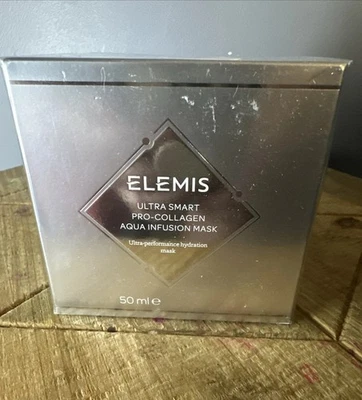 ELEMIS
ULTRA SMART
PRO-COLLAGEN
AQUA INFUSION MASK
Ultra-performance hydration
mask
50 ml e